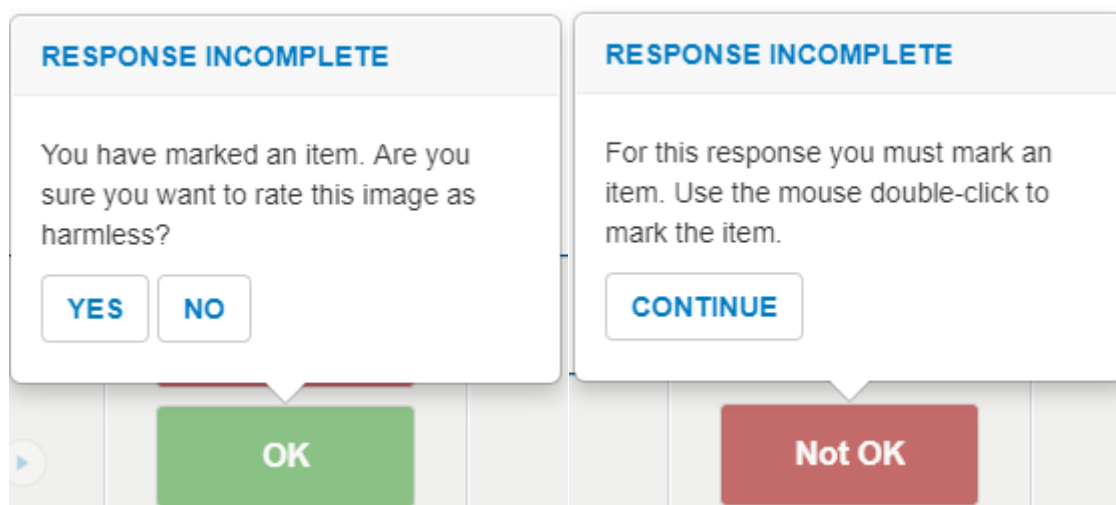 RESPONSE INCOMPLETE
You have marked an item. Are you
sure you want to rate this image as
harmless?
YES
NO
OK
RESPONSE INCOMPLETE
For this response you must mark an
item. Use the mouse double-click to
mark the item.
CONTINUE
Not OK